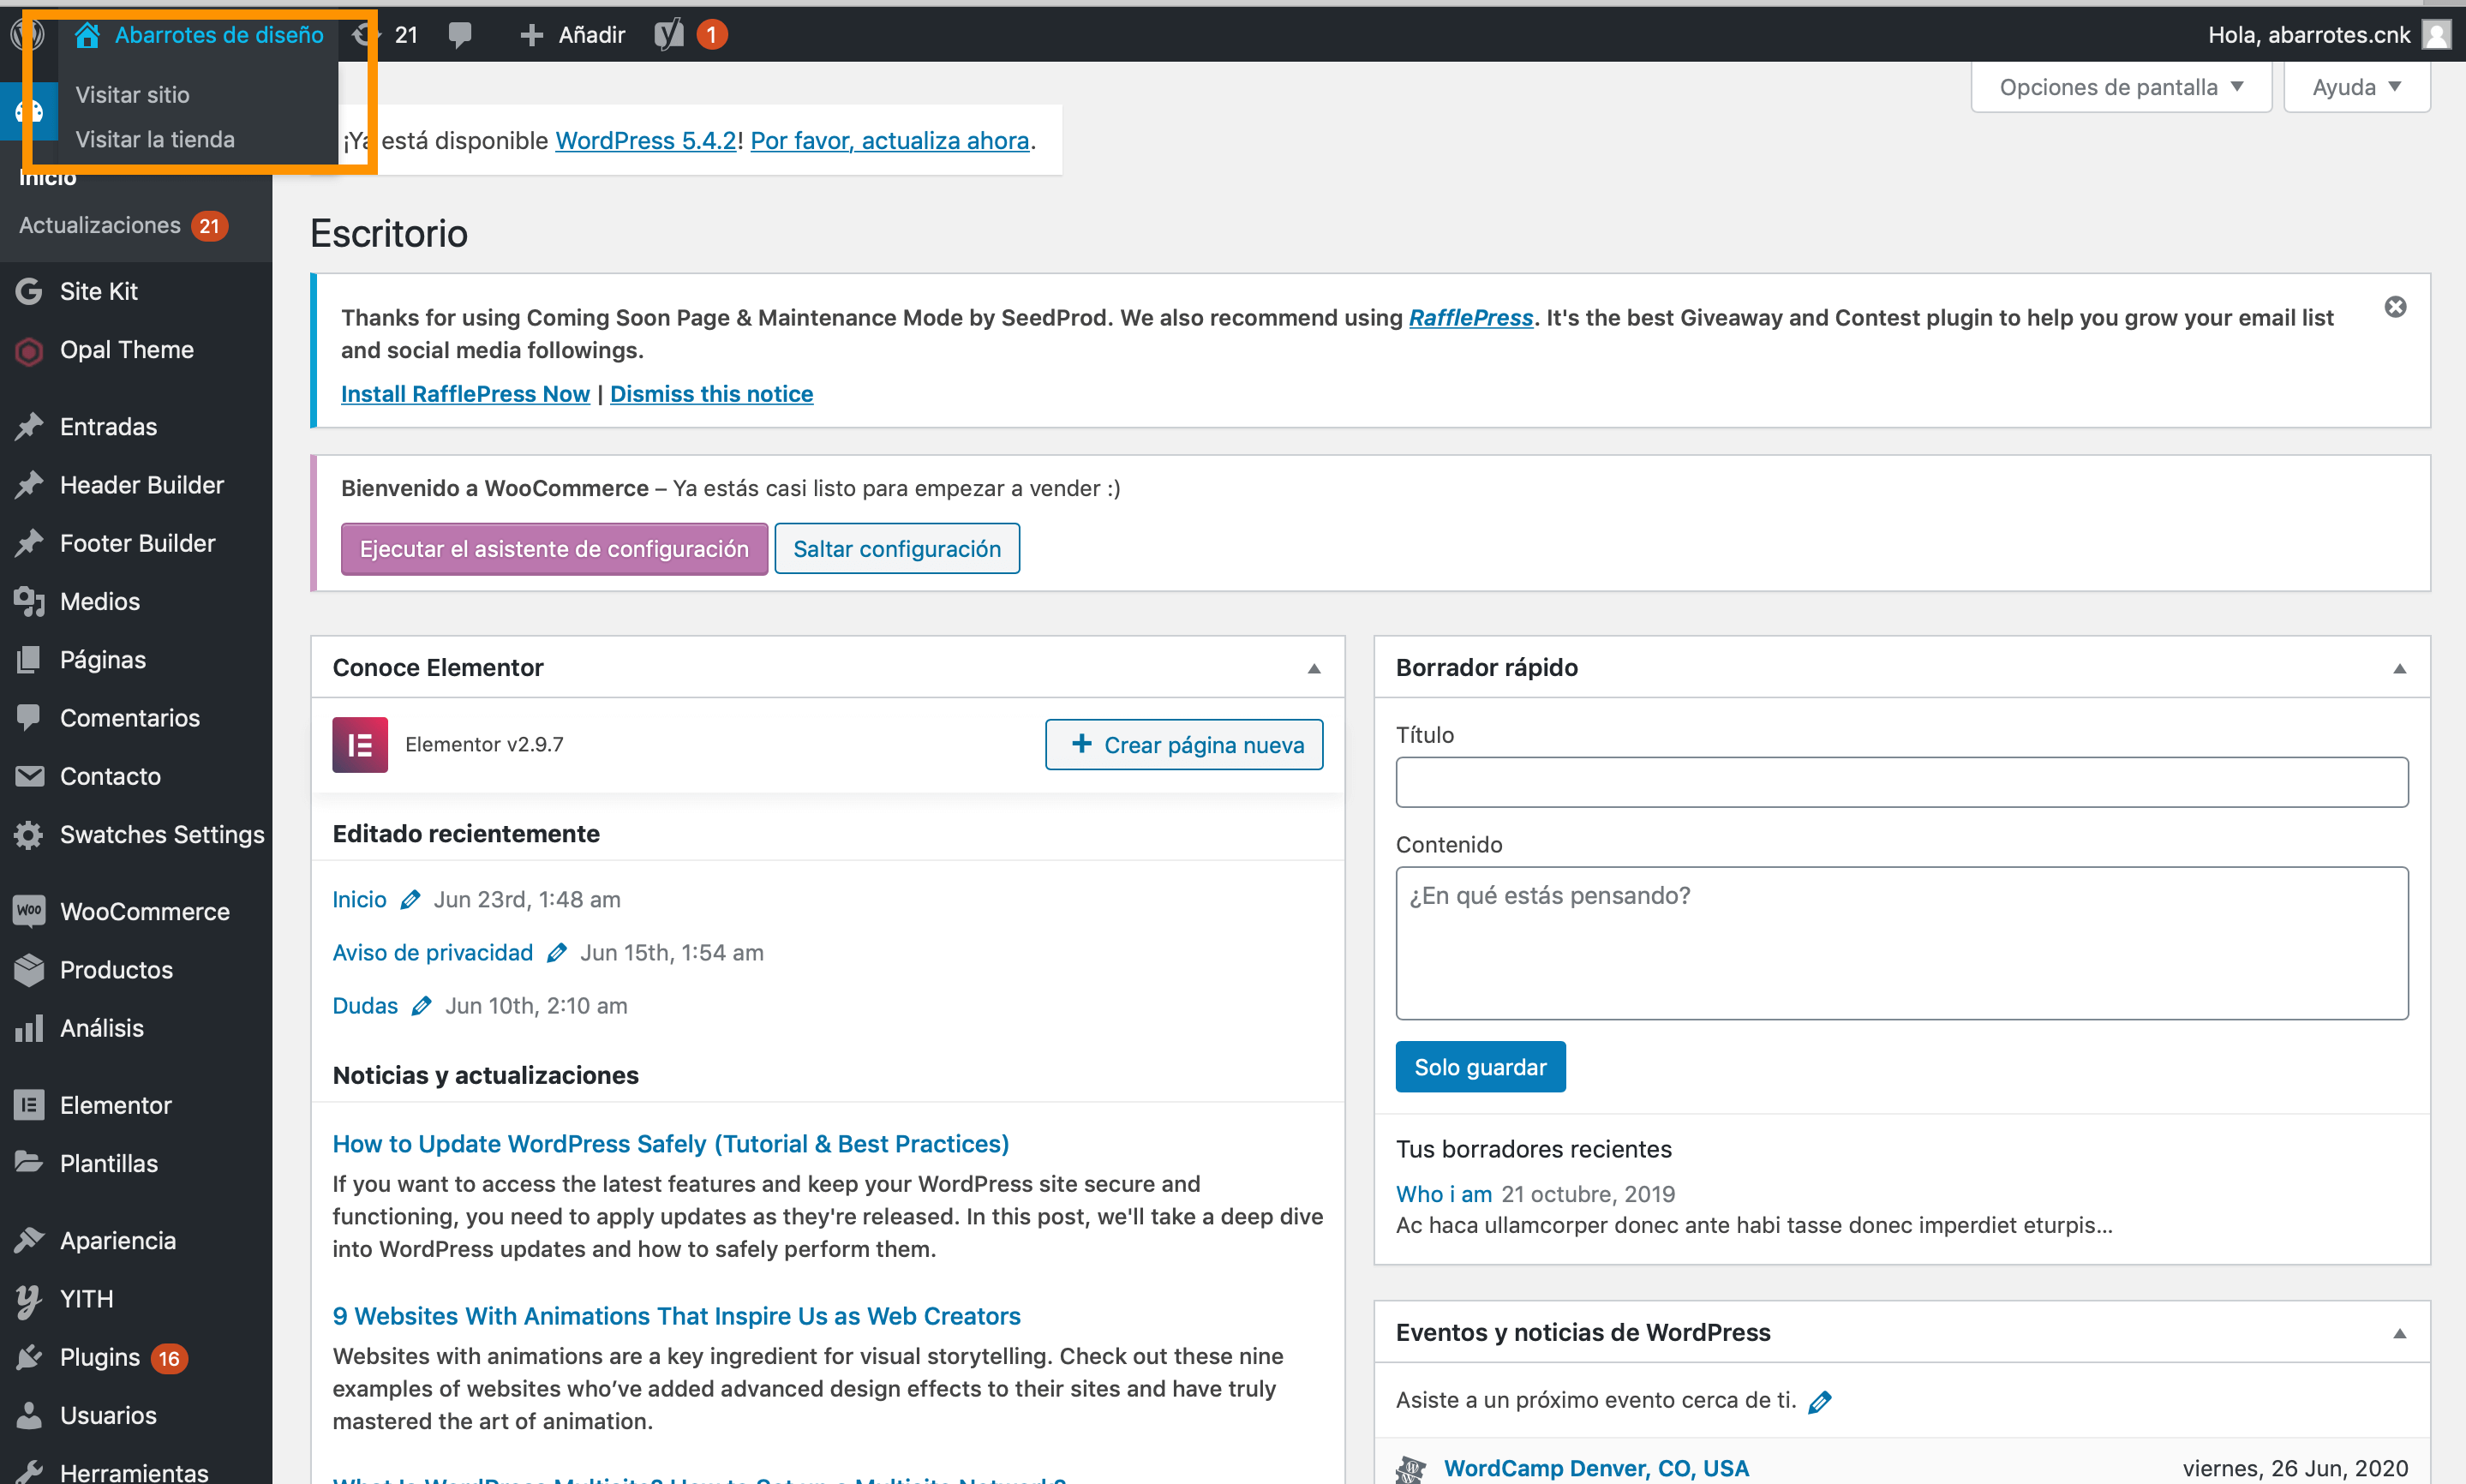 Abarrotes de diseño 21 Añadir 1 Hola, abarrotes.cnk
Visitar sitio
Visitar la tienda
Opciones de pantalla Ayuda
¡Ya está disponible WordPress 5.4.2! Por favor, actualiza ahora.
Inicio
Actualizaciones 21
Site Kit
Opal Theme
Entradas
Header Builder
Footer Builder
Medios
Páginas
Comentarios
Contacto
Swatches Settings
Woo WooCommerce
Productos
Análisis
Elementor
Plantillas
Apariencia
YITH
Plugins 16
Usuarios
Herramientas
Escritorio
Thanks for using Coming Soon Page & Maintenance Mode by SeedProd. We also recommend using RafflePress. It's the best Giveaway and Contest plugin to help you grow your email list
and social media followings.
Install RafflePress Now | Dismiss this notice
Bienvenido a WooCommerce – Ya estás casi listo para empezar a vender :)
Ejecutar el asistente de configuración Saltar configuración
Conoce Elementor
Elementor v2.9.7 Crear página nueva
Editado recientemente
Inicio Jun 23rd, 1:48 am
Aviso de privacidad Jun 15th, 1:54 am
Dudas Jun 10th, 2:10 am
Noticias y actualizaciones
How to Update WordPress Safely (Tutorial & Best Practices)
If you want to access the latest features and keep your WordPress site secure and
functioning, you need to apply updates as they're released. In this post, we'll take a deep dive
into WordPress updates and how to safely perform them.
9 Websites With Animations That Inspire Us as Web Creators
Websites with animations are a key ingredient for visual storytelling. Check out these nine
examples of websites who’ve added advanced design effects to their sites and have truly
mastered the art of animation.
What Is WordPress Multisite? How to Set up a Multisite Network?
Borrador rápido
Título
Contenido
¿En qué estás pensando?
Solo guardar
Tus borradores recientes
Who i am 21 octubre, 2019
Ac haca ullamcorper donec ante habi tasse donec imperdiet eturpis...
Eventos y noticias de WordPress
Asiste a un próximo evento cerca de ti.
WordCamp Denver, CO, USA viernes, 26 Jun, 2020